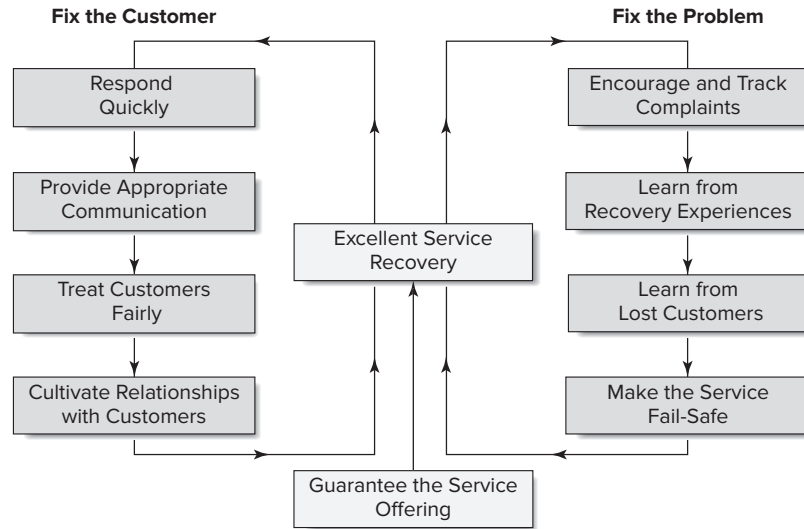 Fix the Customer
Respond
Quickly
Provide Appropriate
Communication
Treat Customers
Fairly
Cultivate Relationships
with Customers
Excellent Service
Recovery
Guarantee the Service
Offering
Fix the Problem
Encourage and Track
Complaints
Learn from
Recovery Experiences
Learn from
Lost Customers
Make the Service
Fail-Safe